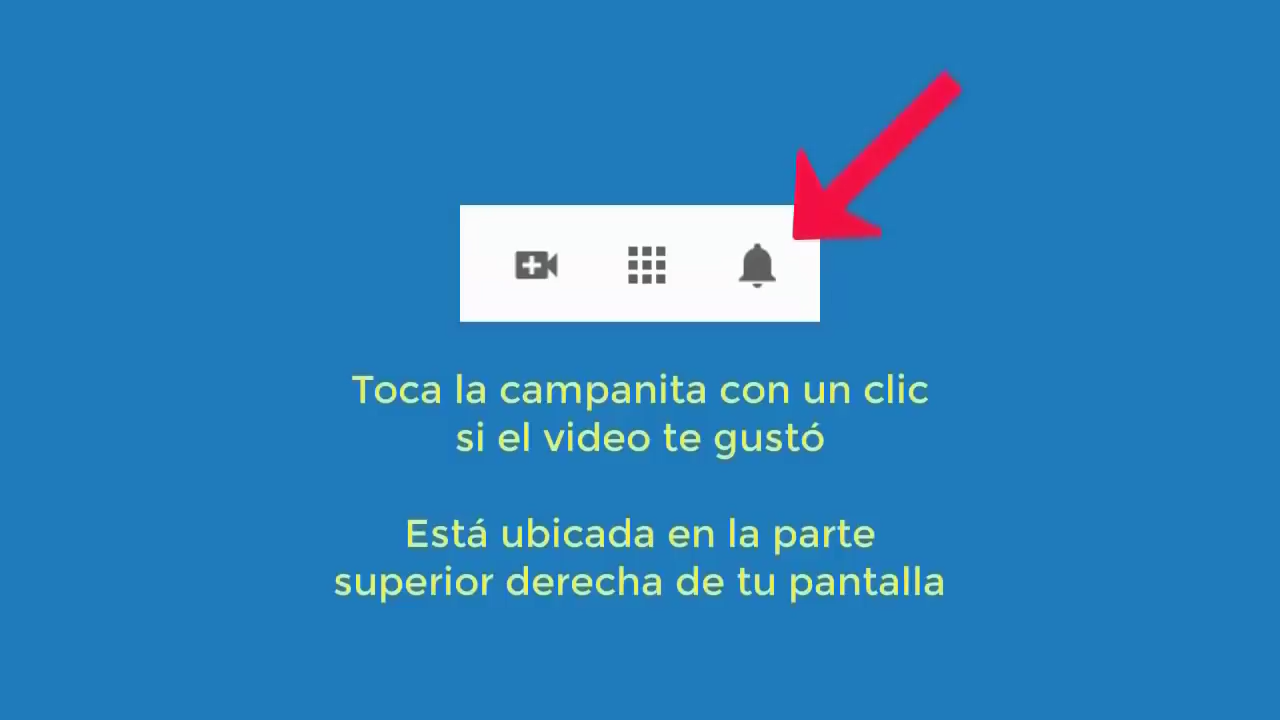 Toca la campanita con un clic
si el video te gustó
Está ubicada en la parte
superior derecha de tu pantalla